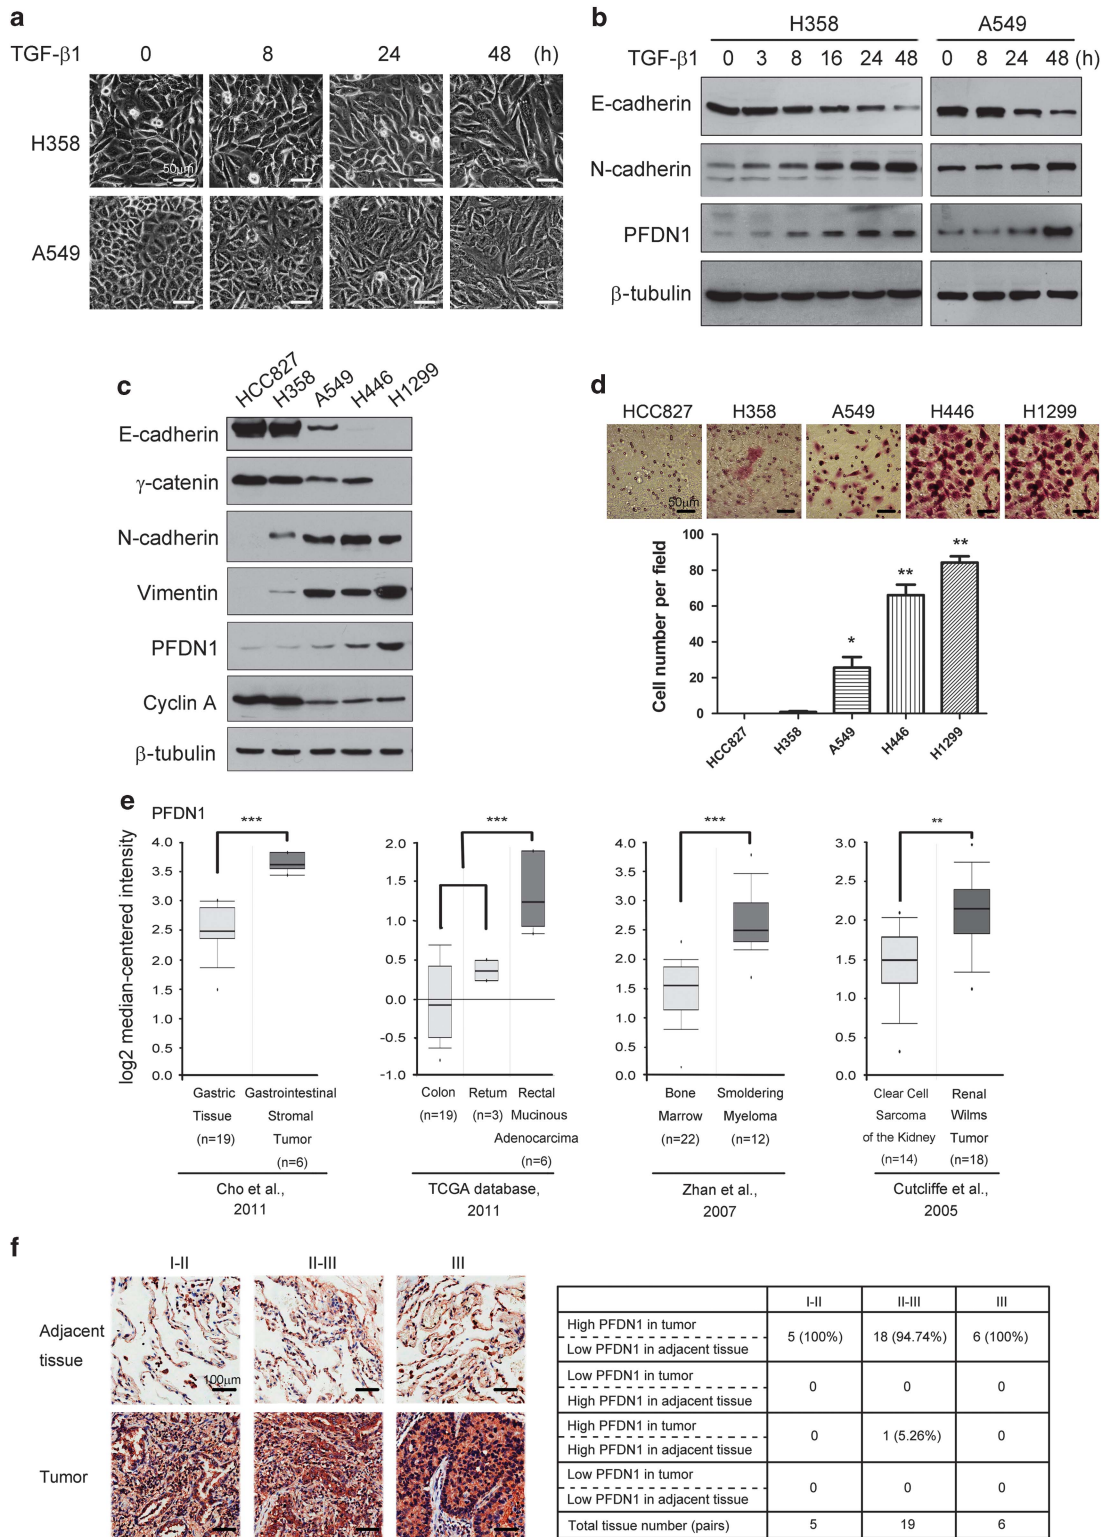 a
TGF-β1 0 8 24 48 (h)
H358
50μm
A549
b
H358 A549
TGF-β1 0 3 8 16 24 48 0 8 24 48 (h)
E-cadherin
N-cadherin
PFDN1
β-tubulin
c
HCC827 H358 A549 H446 H1299
E-cadherin
γ-catenin
N-cadherin
Vimentin
PFDN1
Cyclin A
β-tubulin
d
HCC827 H358 A549 H446 H1299
50μm
Cell number per field
100
80
60
40
20
0
* ** **
HCC827 H358 A549 H446 H1299
e
PFDN1
log2 median-centered intensity
***
4.0
3.5
3.0
2.5
2.0
1.5
1.0
0.5
0.0
Gastric
Tissue
(n=19)
Gastrointestinal
Stromal
Tumor
(n=6)
Cho et al.,
2011
***
2.0
1.5
1.0
0.5
0.0
-0.5
-1.0
Colon
(n=19)
Retum
(n=3)
Rectal
Mucinous
Adenocarcima
(n=6)
TCGA database,
2011
***
4.0
3.5
3.0
2.5
2.0
1.5
1.0
0.5
0.0
Bone
Marrow
(n=22)
Smoldering
Myeloma
(n=12)
Zhan et al.,
2007
**
3.0
2.5
2.0
1.5
1.0
0.5
0.0
Clear Cell
Sarcoma
of the Kidney
(n=14)
Renal
Wilms
Tumor
(n=18)
Cutcliffe et al.,
2005
f
I-II II-III III
Adjacent
tissue
100μm
Tumor
I-II II-III III
High PFDN1 in tumor
Low PFDN1 in adjacent tissue
5 (100%) 18 (94.74%) 6 (100%)
Low PFDN1 in tumor
High PFDN1 in adjacent tissue
0 0 0
High PFDN1 in tumor
High PFDN1 in adjacent tissue
0 1 (5.26%) 0
Low PFDN1 in tumor
Low PFDN1 in adjacent tissue
0 0 0
Total tissue number (pairs) 5 19 6